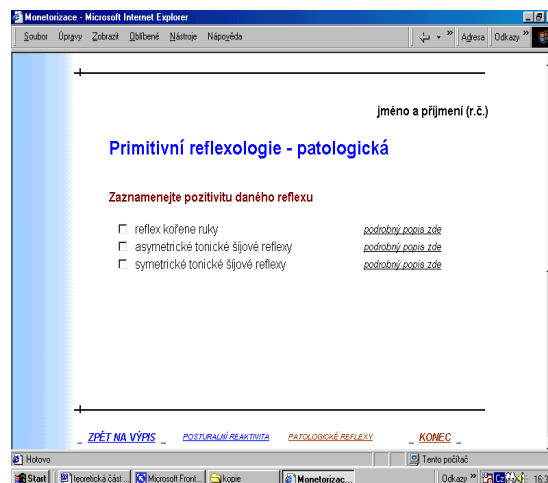 Monetorizace - Microsoft Internet Explorer
Soubor Úpravy Zobrazit Oblíbené Nástroje Nápověda » Adresa Odkazy »
jméno a příjmení (r.č.)
Primitivní reflexologie - patologická
Zaznamenejte pozitivitu daného reflexu
reflex kořene ruky podrobný popis zde
asymetrické tonické šíjové reflexy podrobný popis zde
symetrické tonické šíjové reflexy podrobný popis zde
_ ZPĚT NA VÝPIS _ POSTURALNÍ REAKTIVITA PATOLOGICKÉ REFLEXY _ KONEC _
Hotovo Tento počítač
Start teoretická část ... Microsoft Front... kopie Monetorizac... Odkazy » Cz